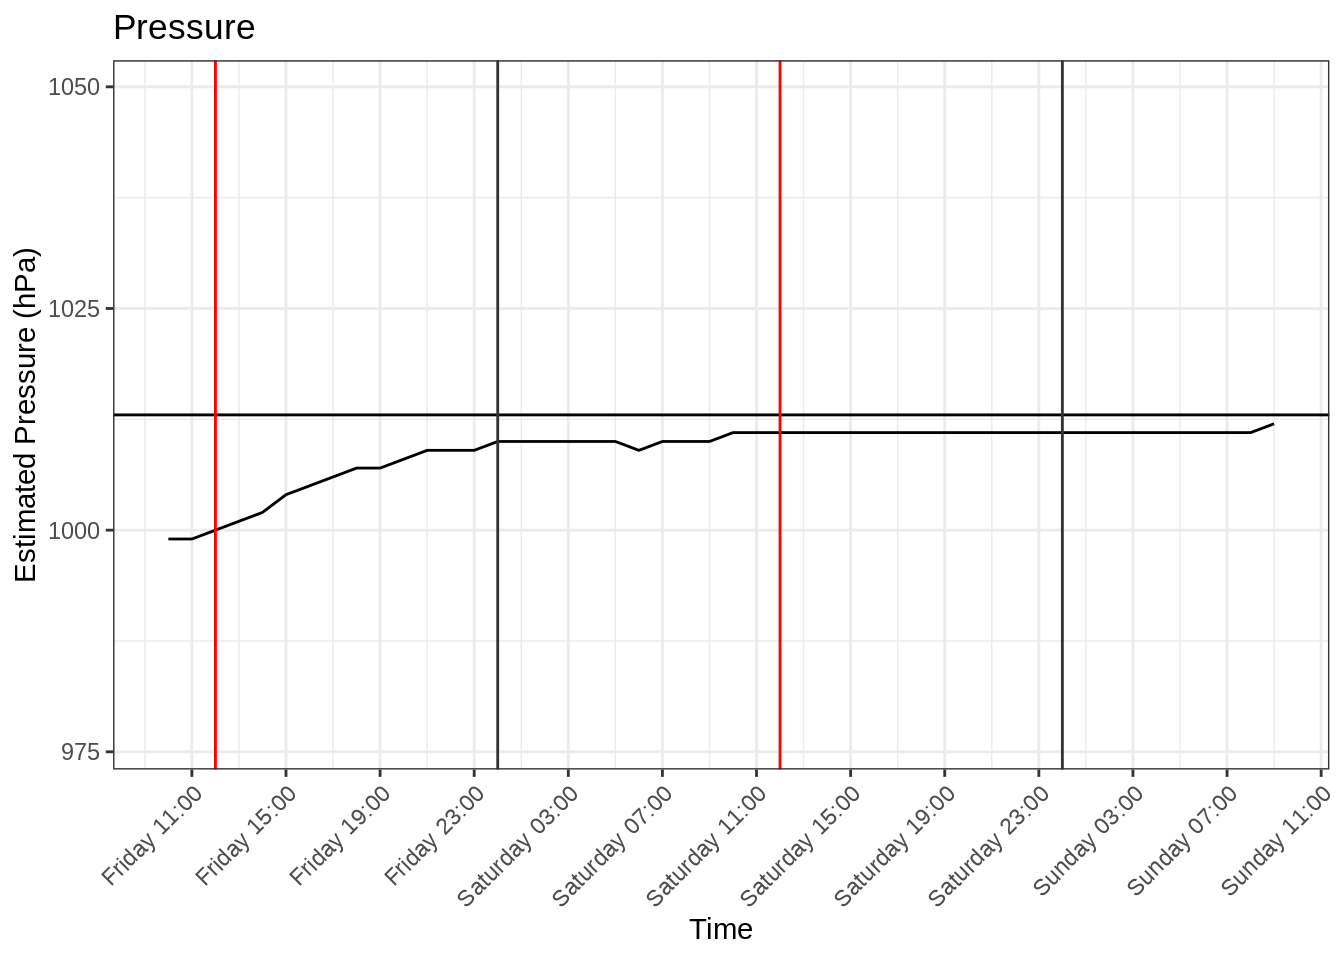 Pressure
Estimated Pressure (hPa)
1050
1025
1000
975
Friday 11:00
Friday 15:00
Friday 19:00
Friday 23:00
Saturday 03:00
Saturday 07:00
Saturday 11:00
Saturday 15:00
Saturday 19:00
Saturday 23:00
Sunday 03:00
Sunday 07:00
Sunday 11:00
Time